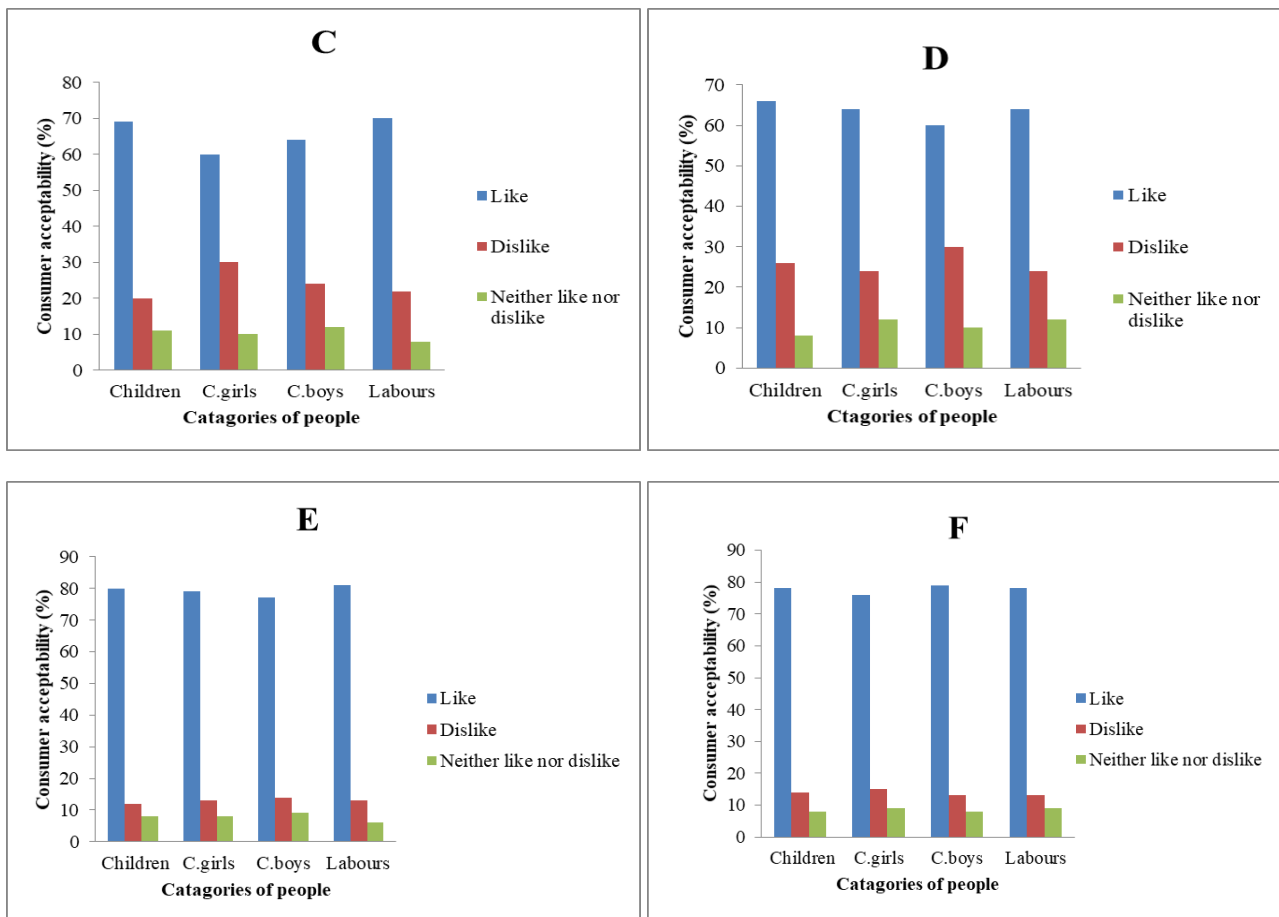 C
80
70
60
50
40
30
20
10
0
Consumer acceptability (%)
Children C.girls C.boys Labours
Catagories of people
Like
Dislike
Neither like nor
dislike
D
70
60
50
40
30
20
10
0
Consumer acceptability (%)
Children C.girls C.boys Labours
Ctagories of people
Like
Dislike
Neither like nor
dislike
E
90
80
70
60
50
40
30
20
10
0
Consumer acceptability (%)
Children C.girls C.boys Labours
Catagories of people
Like
Dislike
Neither like nor dislike
F
90
80
70
60
50
40
30
20
10
0
Consumer acceptability (%)
Children C.girls C.boys Labours
Catagories of people
Like
Dislike
Neither like nor dislike